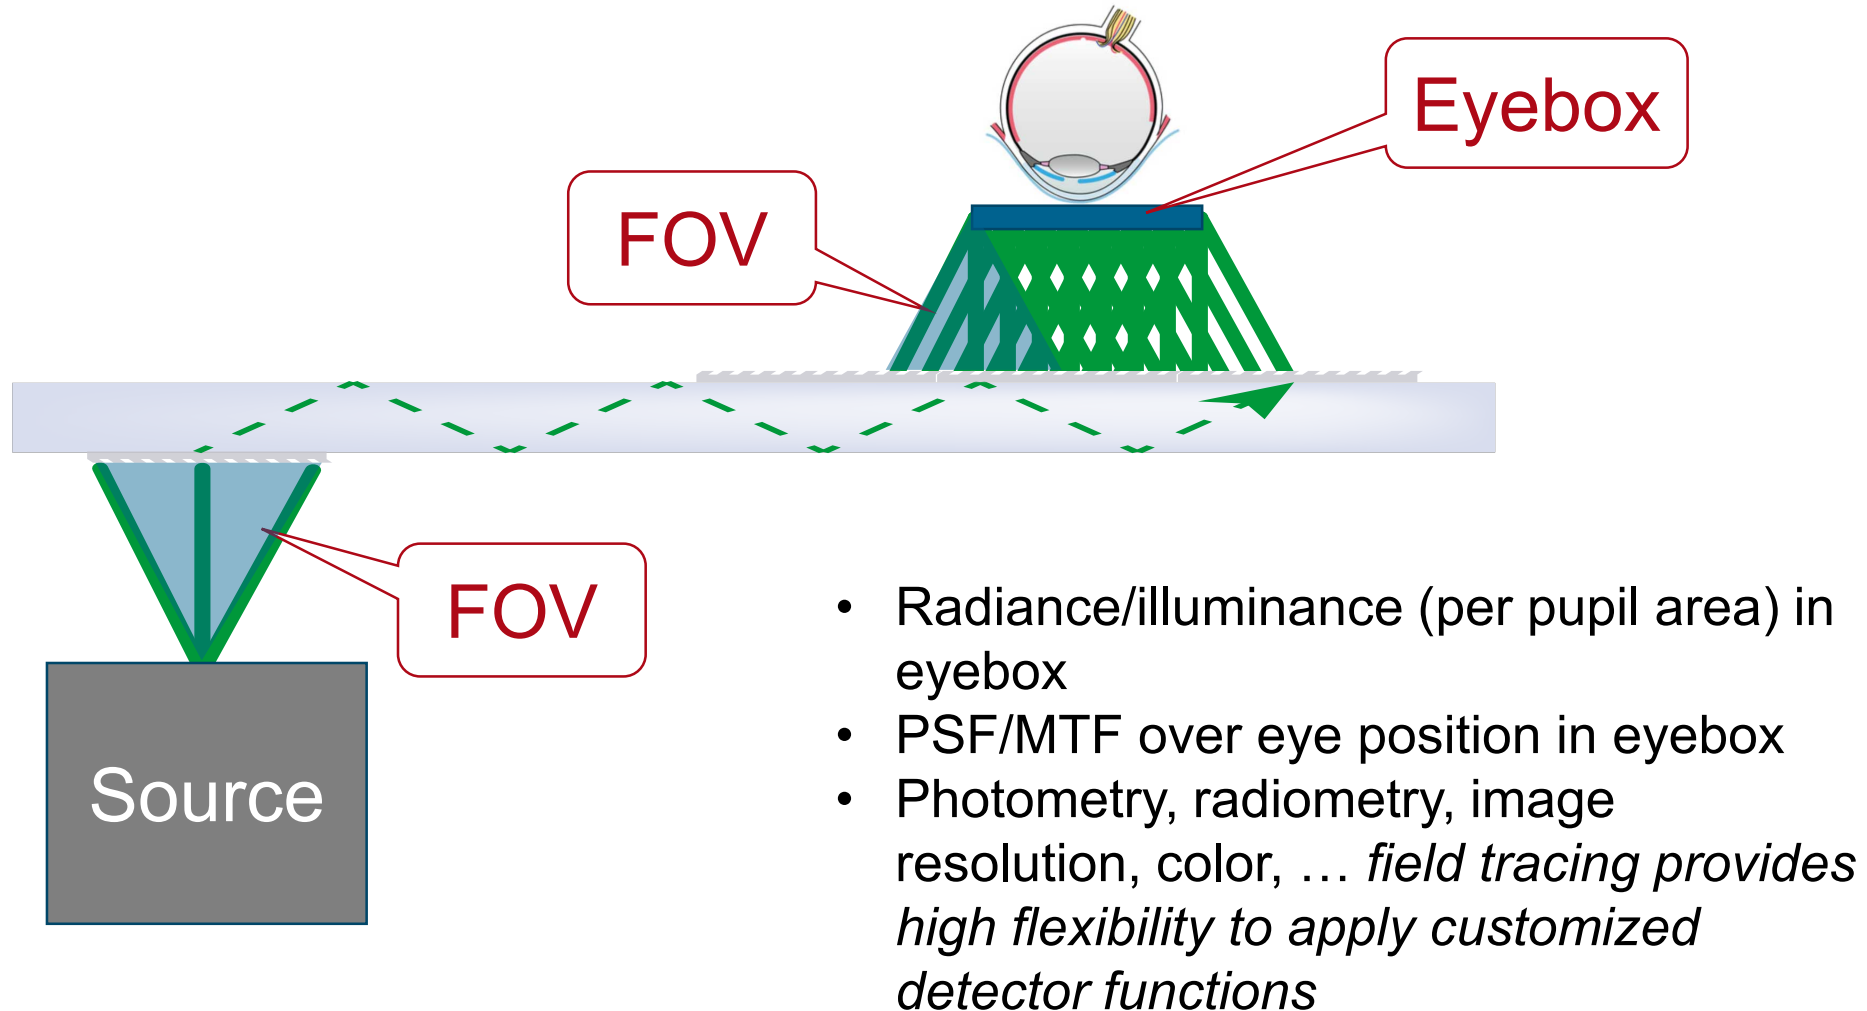 Eyebox
FOV
FOV
Source
• Radiance/illuminance (per pupil area) in
eyebox
• PSF/MTF over eye position in eyebox
• Photometry, radiometry, image
resolution, color, … field tracing provides
high flexibility to apply customized
detector functions